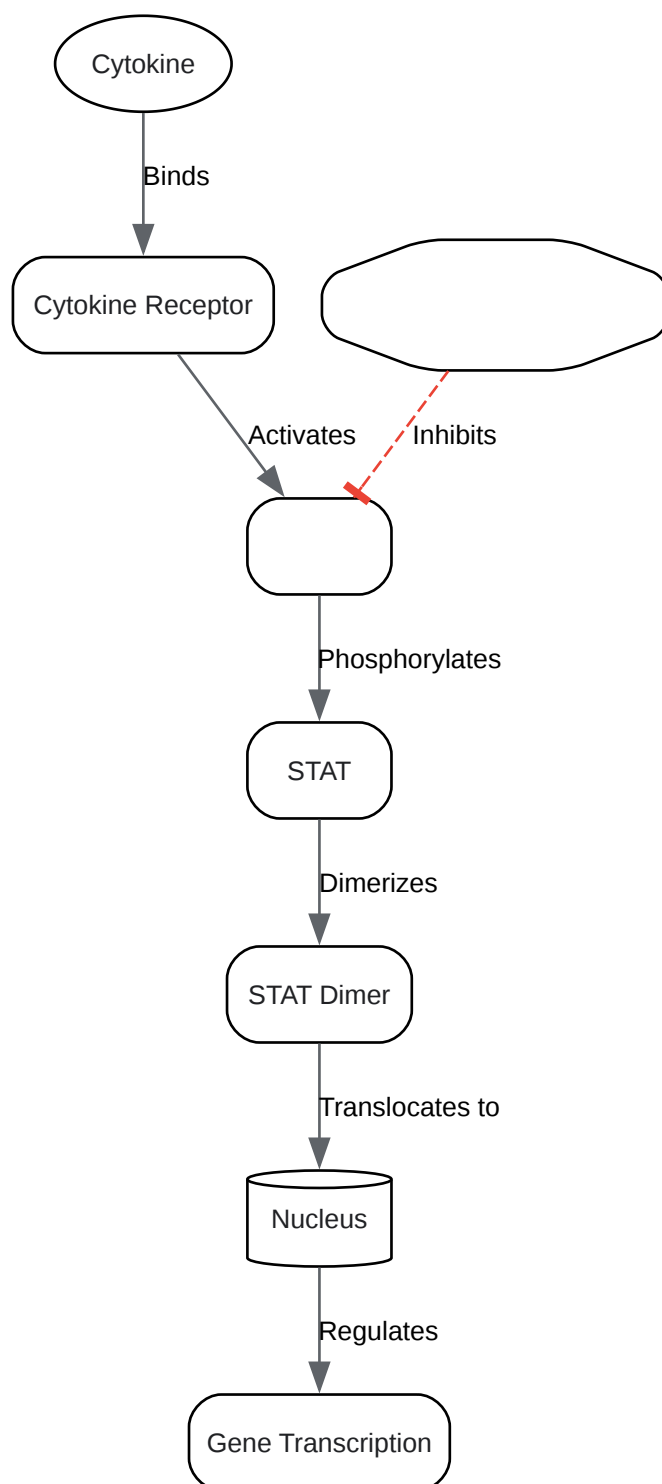 Cytokine
Binds
Cytokine Receptor
Activates
Inhibits
Phosphorylates
STAT
Dimerizes
STAT Dimer
Translocates to
Nucleus
Regulates
Gene Transcription